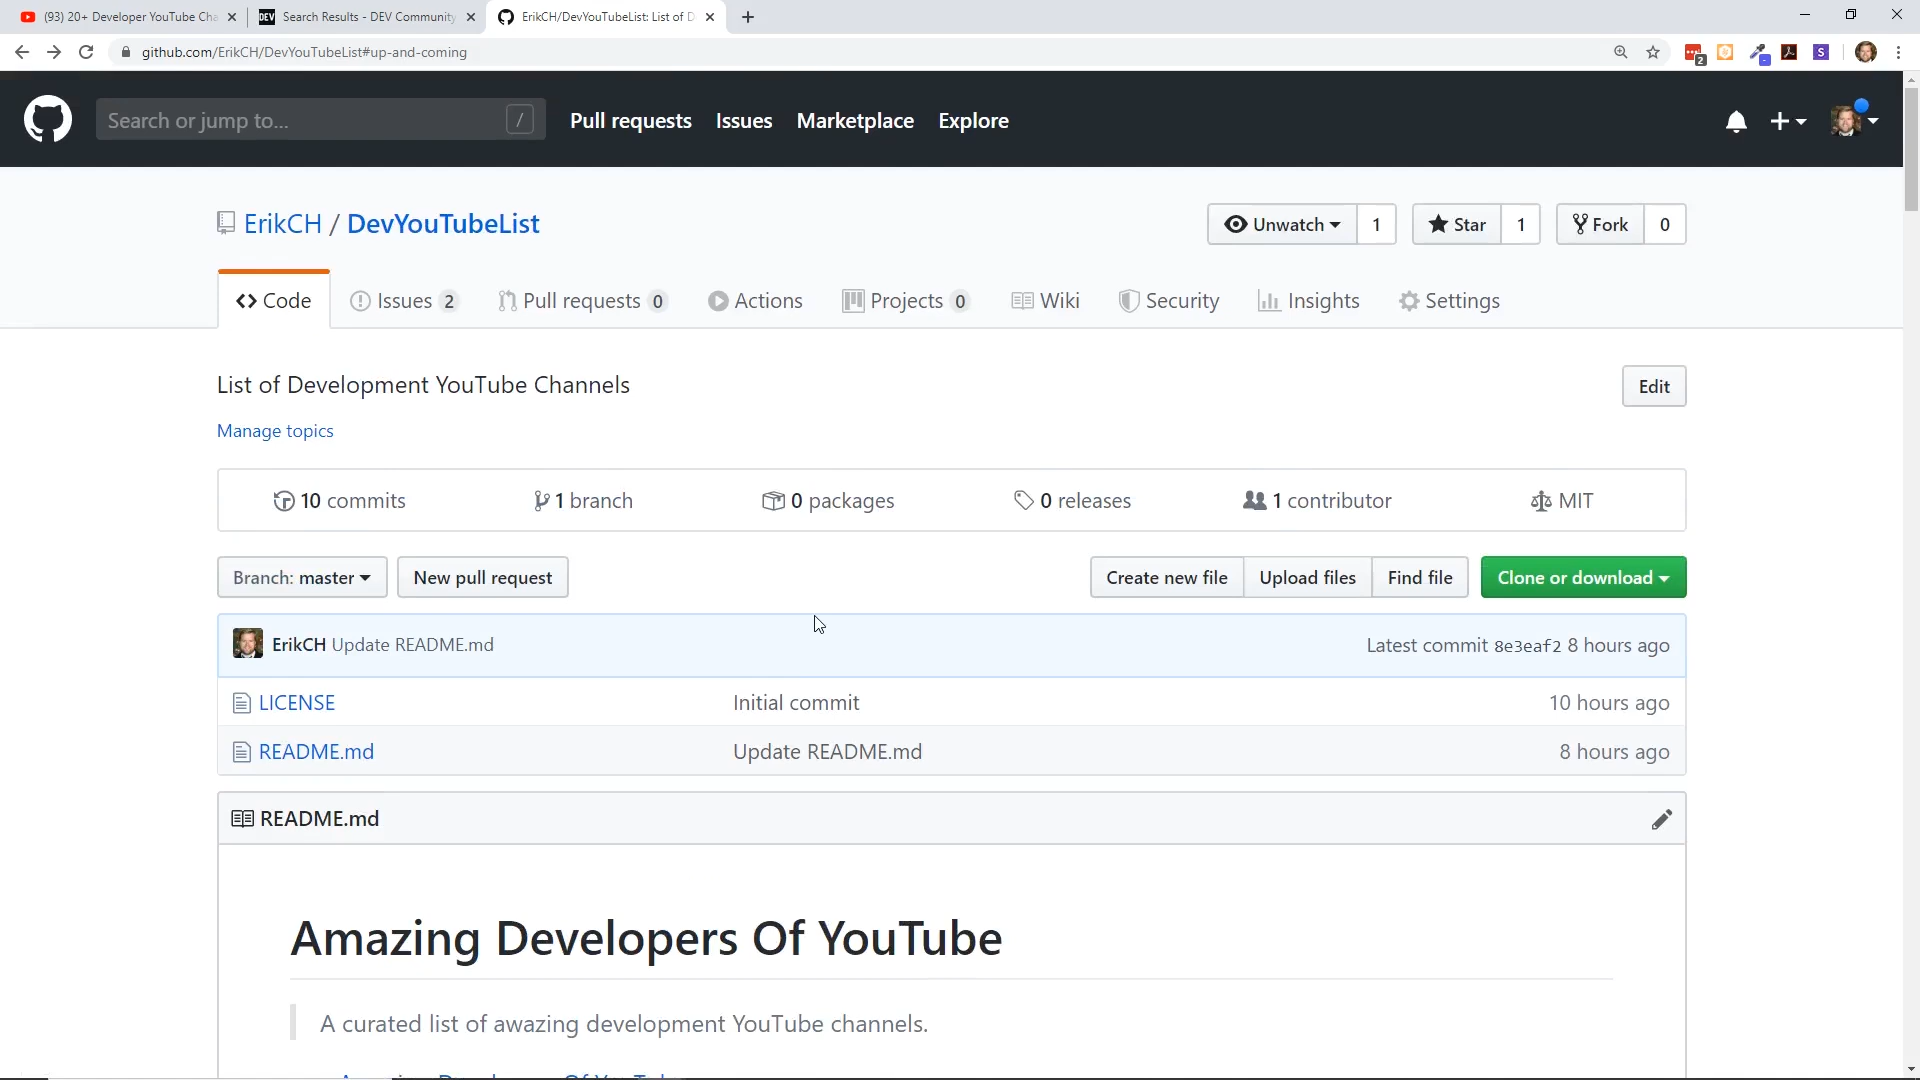 (93) 20+ Developer YouTube Cha
DEV Search Results - DEV Community
ErikCH/DevYouTubeList: List of D
github.com/ErikCH/DevYouTubeList#up-and-coming
2
S
Search or jump to...
/
Pull requests
Issues
Marketplace
Explore
ErikCH / DevYouTubeList
Unwatch 1
Star 1
Fork 0
Code
Issues 2
Pull requests 0
Actions
Projects 0
Wiki
Security
Insights
Settings
List of Development YouTube Channels
Edit
Manage topics
10 commits
1 branch
0 packages
0 releases
1 contributor
MIT
Branch: master
New pull request
Create new file
Upload files
Find file
Clone or download
ErikCH Update README.md
Latest commit 8e3eaf2 8 hours ago
LICENSE
Initial commit
10 hours ago
README.md
Update README.md
8 hours ago
README.md
Amazing Developers Of YouTube
A curated list of awazing development YouTube channels.